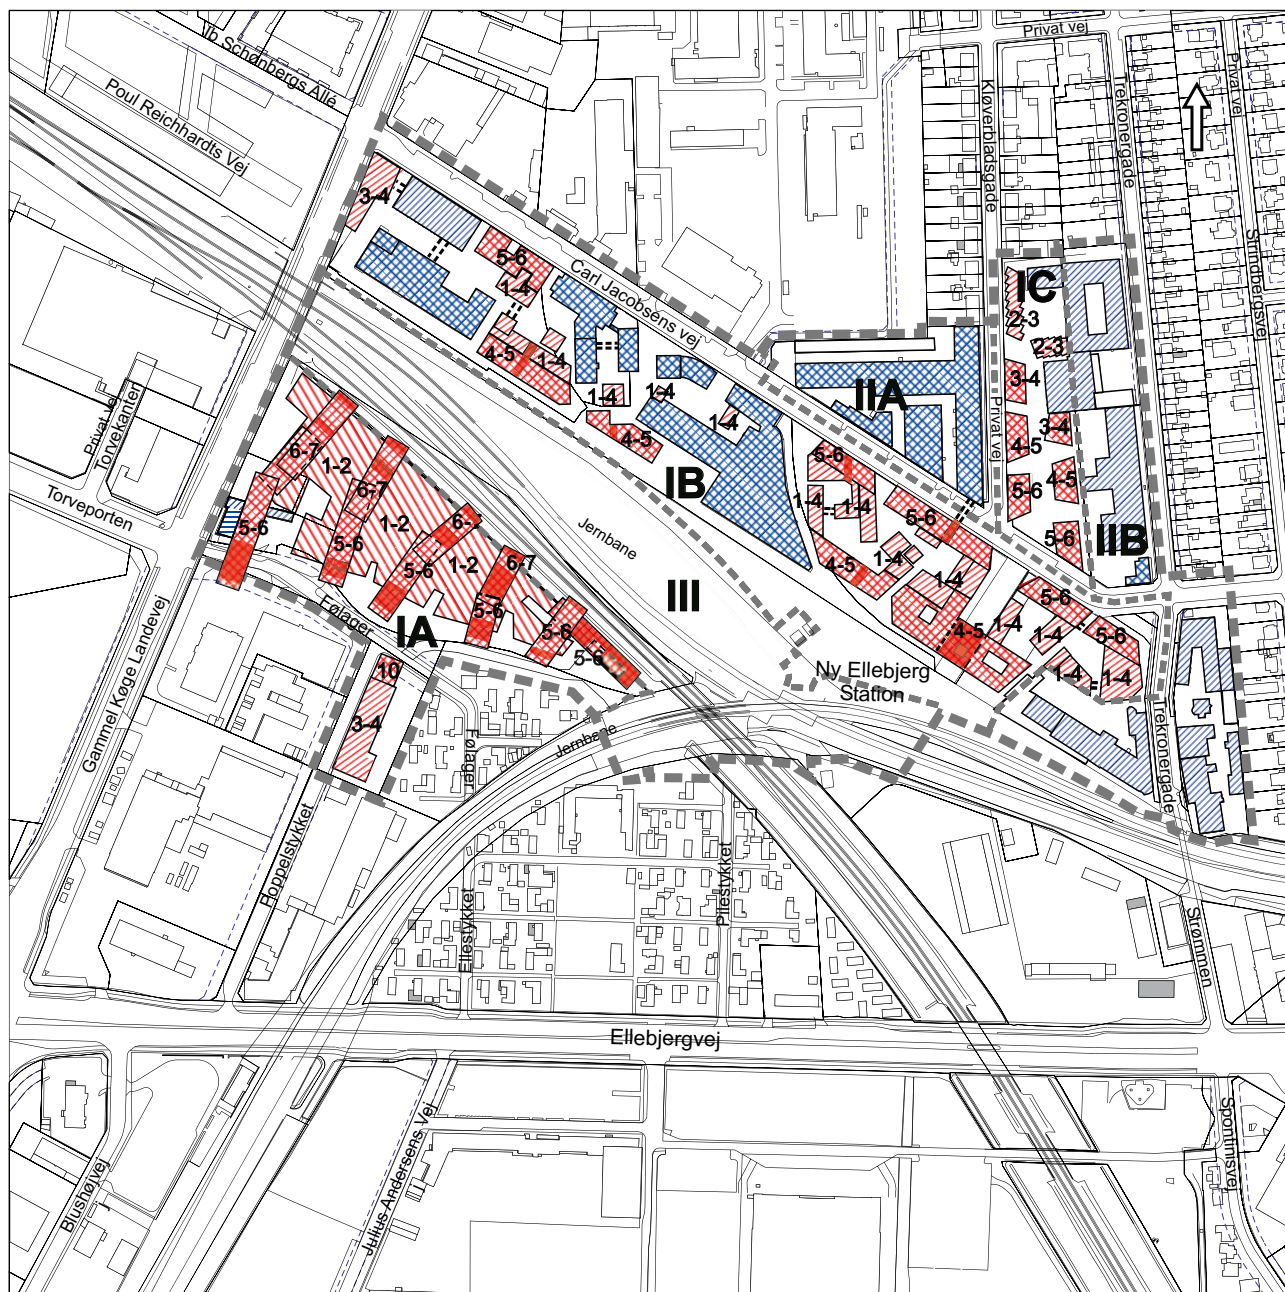 Privat vej
Ib Schønbergs Allé
Poul Reichhardts Vej
Kløverbladsgade
Trekronergade
Privat vej
Strindbergsvej
3-4
5-6
1-4
Carl Jacobsens vej
IC
2-3
2-3
3-4
4-5
1-4
IIA
1-4
1-4
1-4
3-4
Privat vej
Torvekanten
Privat vej
4-5
4-5
6-7
1-2
5-6
IB
4-5
5-6
Torveporten
6-7
1-4
1-4
5-6
5-6
IIB
5-6
1-2
5-6
6-
Jernbane
1-2
6-7
5-6
4-5
1-4
1-4
Følager
III
5-6
5-6
IA
5-6
5-6
4-5
1-4
1-4
5-6
1-4
1-4
10
Ny Ellebjerg
Station
Gammel Køge Landevej
3-4
Følager
Jernbane
Trekronergade
Poppelstykket
Ellestykket
Pilestykket
Strømmen
Ellebjergvej
Blushøjvej
Julius Andersens Vej
Spontinisvej